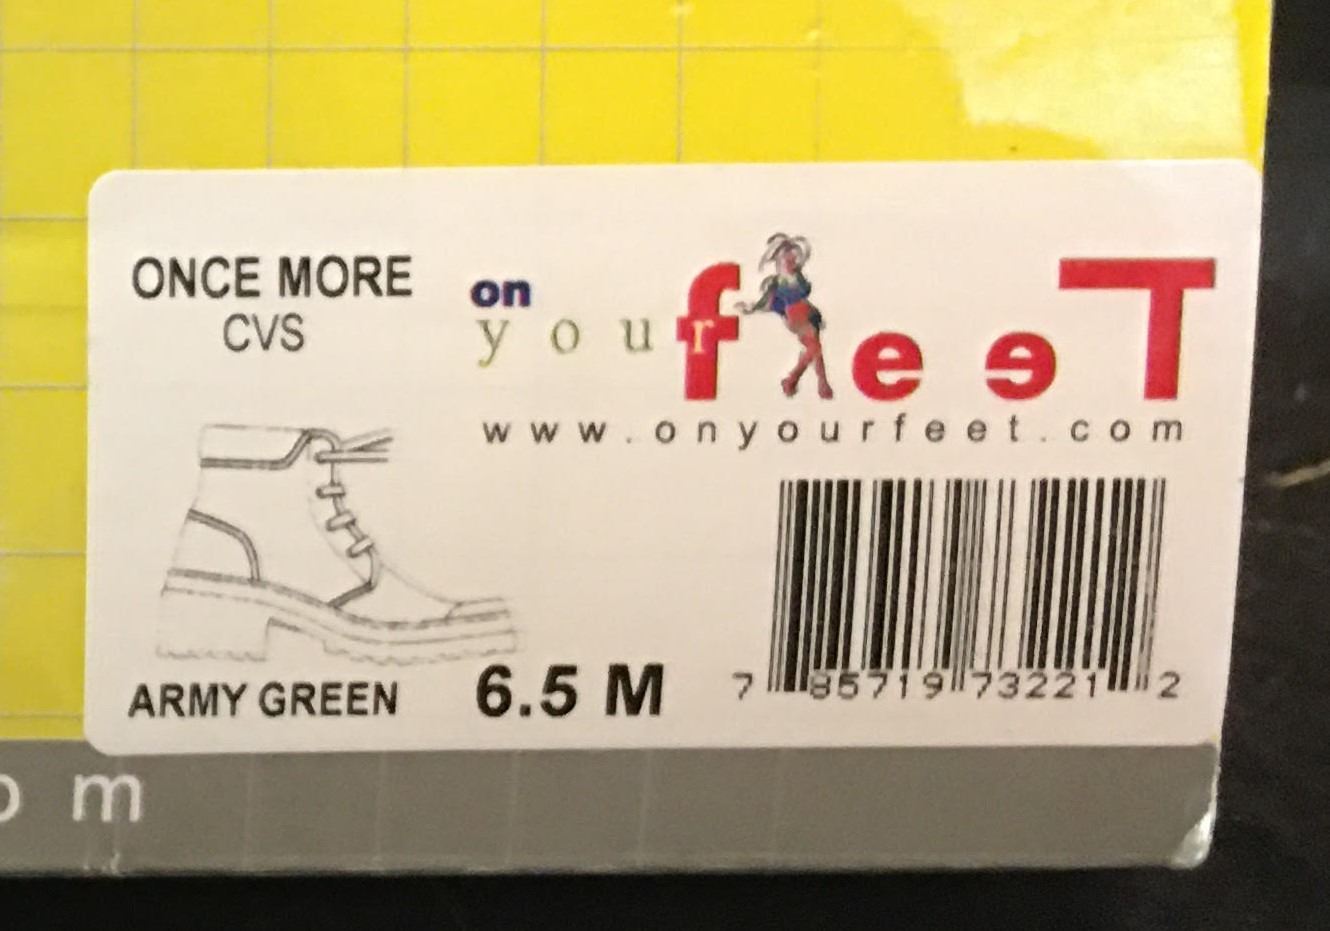 ONCE MORE
CVS
on
your
feeT
www.onyourfeet.com
ARMY GREEN
6.5 M
7 85719 73221 2
om